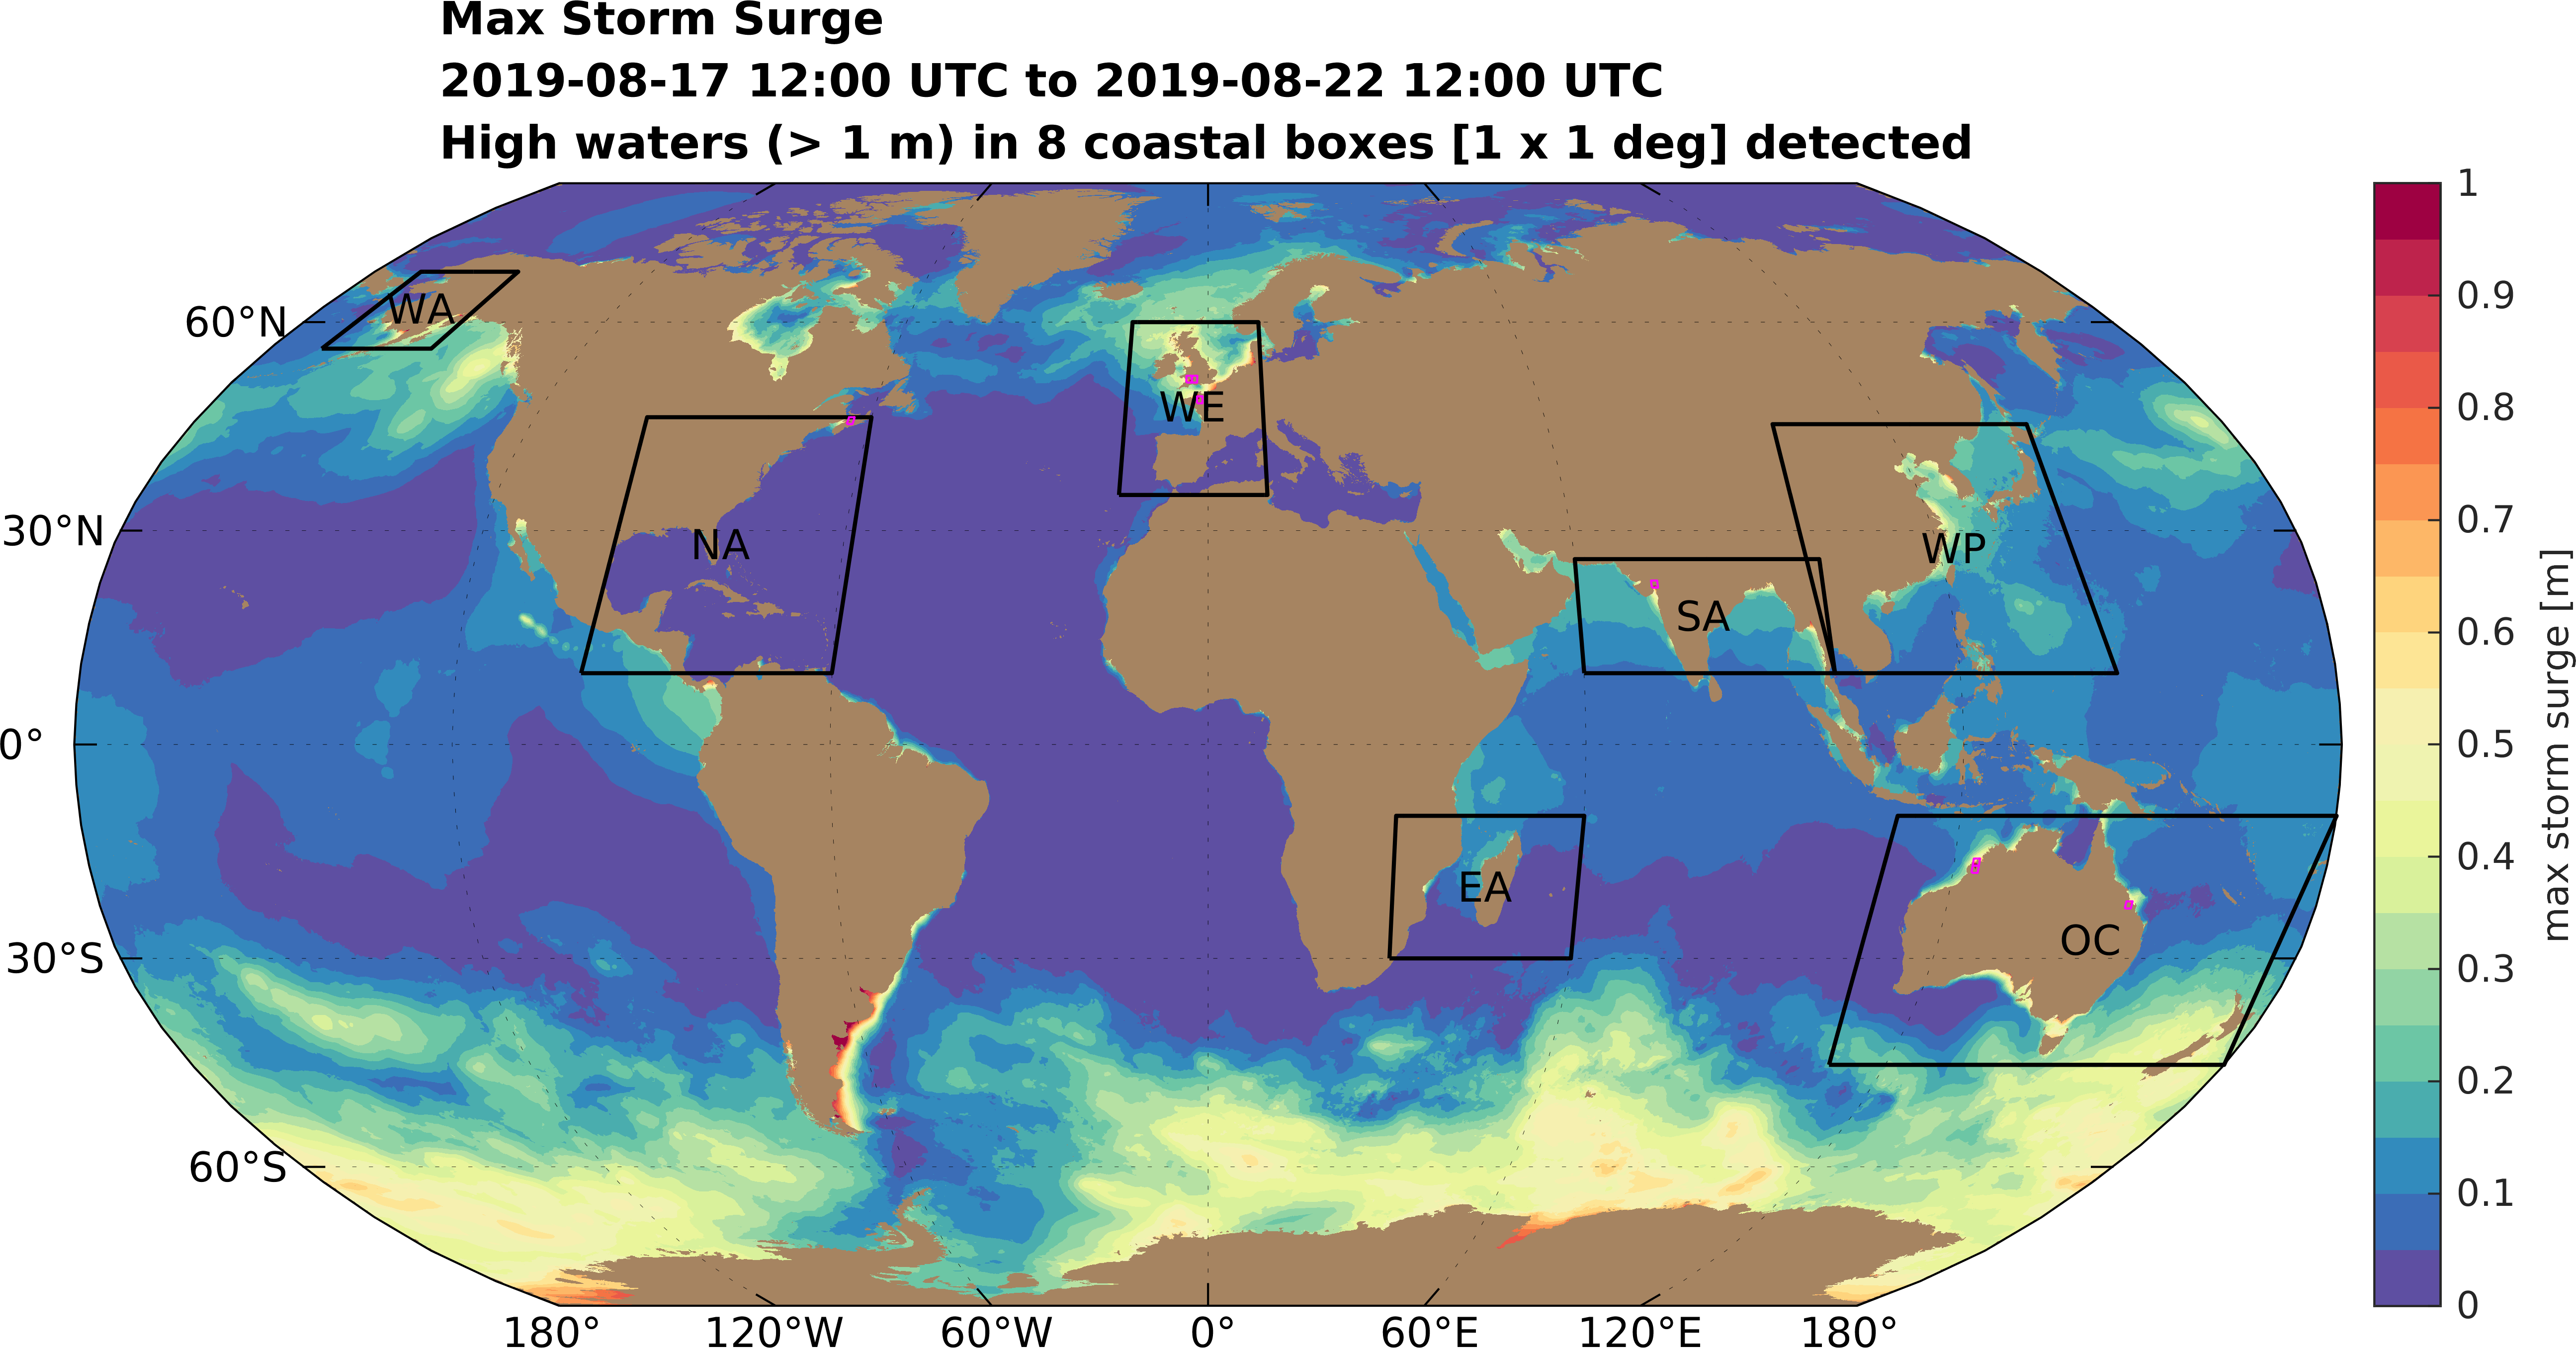 Max Storm Surge
2019-08-17 12:00 UTC to 2019-08-22 12:00 UTC
High waters (> 1 m) in 8 coastal boxes [1 x 1 deg] detected
60°N
30°N
0°
30°S
60°S
WA
NA
WE
SA
WP
EA
OC
180°
120°W
60°W
0°
60°E
120°E
180°
1
0.9
0.8
0.7
0.6
0.5
0.4
0.3
0.2
0.1
0
max storm surge [m]